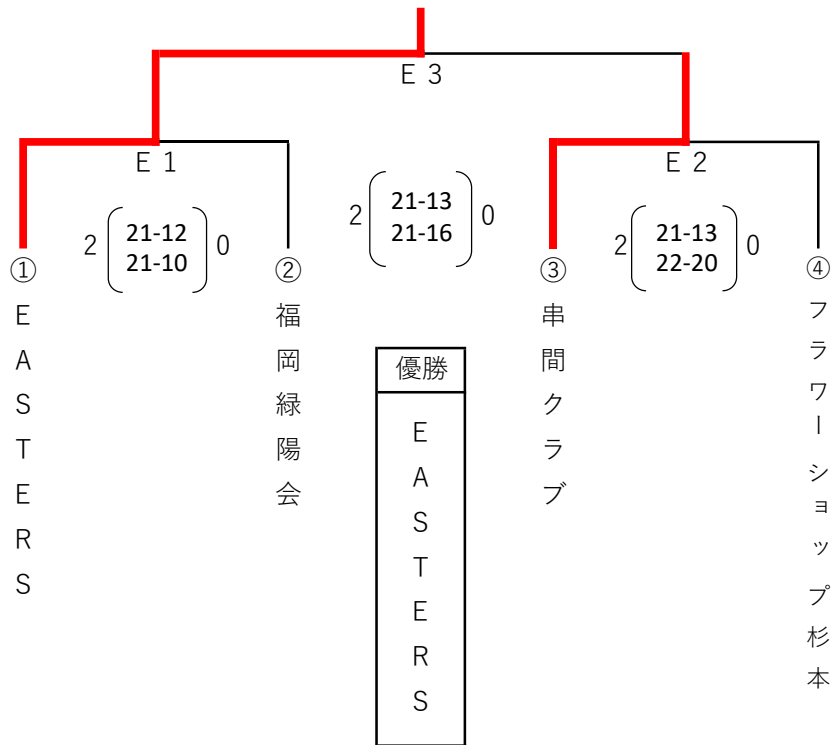 E 3
E 1
E 2
2 21-12 0
21-10
2 21-13 0
21-16
2 21-13 0
22-20
①EASTERS
②福岡緑陽会
③串間クラブ
④フラワーショップ杉本
優勝
EASTERS